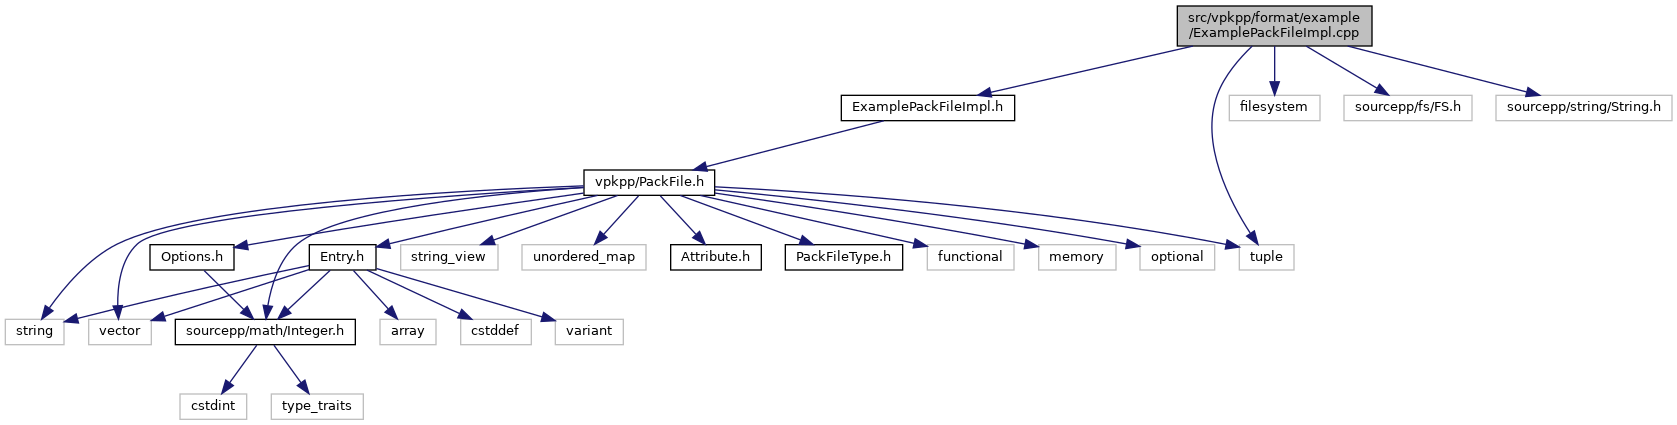 src/vpkpp/format/example
/ExamplePackFileImpl.cpp
ExamplePackFileImpl.h
filesystem
sourcepp/fs/FS.h
sourcepp/string/String.h
vpkpp/PackFile.h
Options.h
Entry.h
string_view
unordered_map
Attribute.h
PackFileType.h
functional
memory
optional
tuple
string
vector
sourcepp/math/Integer.h
array
cstddef
variant
cstdint
type_traits